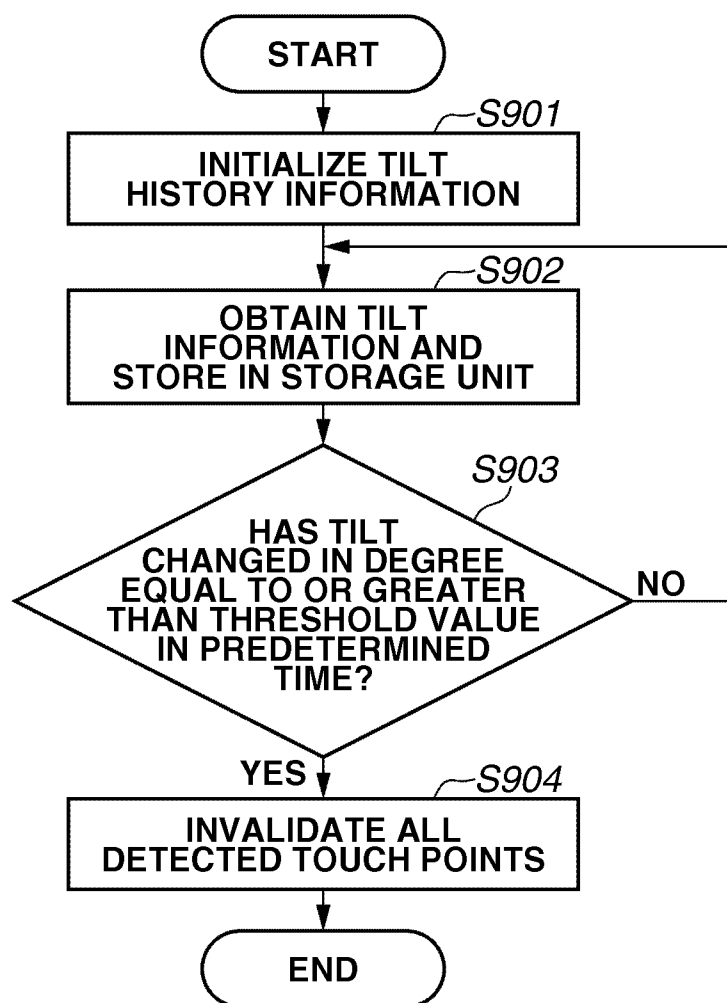 START
S901
INITIALIZE TILT
HISTORY INFORMATION
S902
OBTAIN TILT
INFORMATION AND
STORE IN STORAGE UNIT
S903
HAS TILT
CHANGED IN DEGREE
EQUAL TO OR GREATER
THAN THRESHOLD VALUE
IN PREDETERMINED
TIME?
NO
YES
S904
INVALIDATE ALL
DETECTED TOUCH POINTS
END